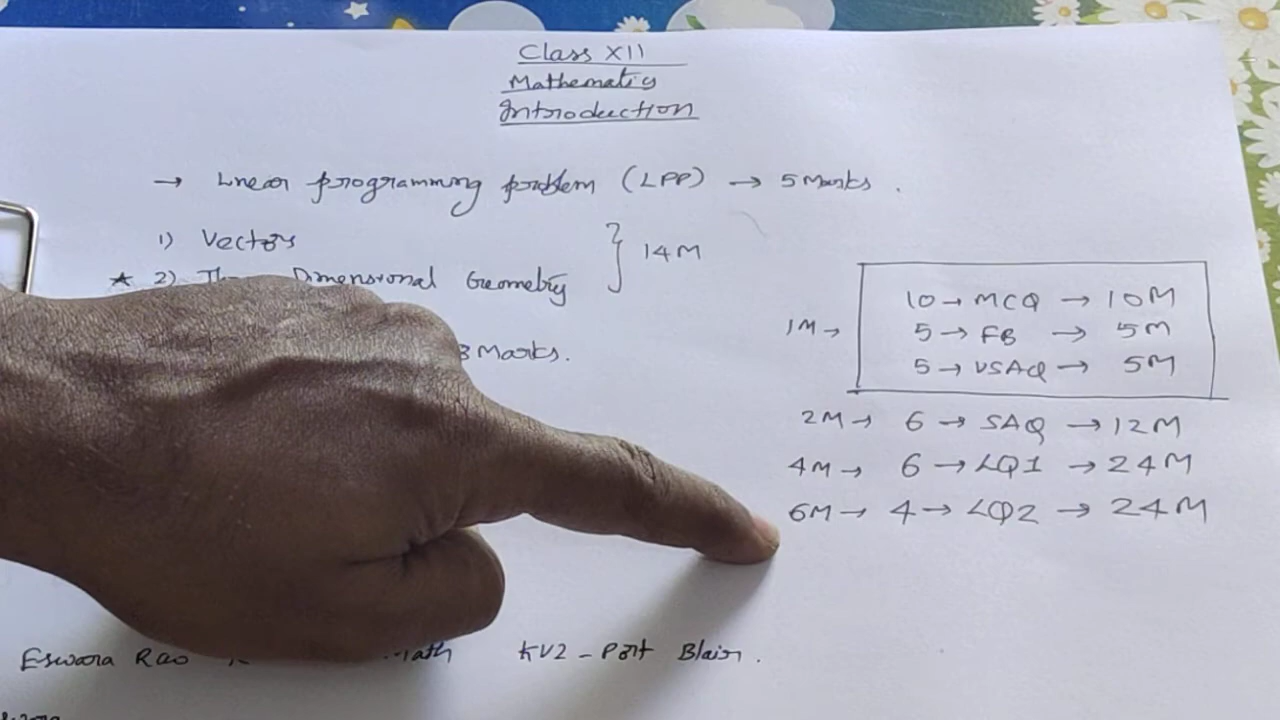 Class XII
Mathematics
Introduction
→ Linear programming problem (LPP) → 5 Marks.
1) Vectors
★ 2) Dimensional Geometry } 14M
3 Marks.
1M →
10 → MCQ → 10M
5 → FB → 5M
5 → VSAQ → 5M
2M → 6 → SAQ → 12M
4M → 6 → LQ1 → 24M
6M → 4 → LQ2 → 24M
Eswara Rao KV2 - Port Blair.